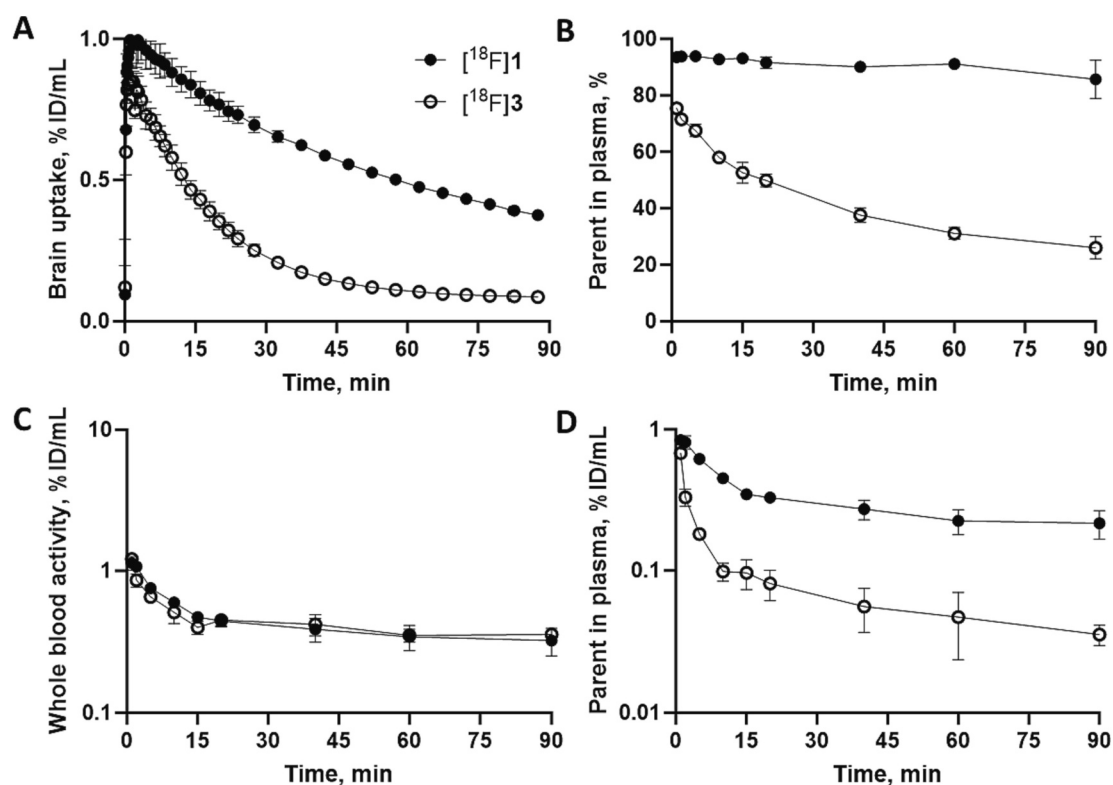 A
Brain uptake, % ID/mL
1.0
0.5
0.0
0 15 30 45 60 75 90
Time, min
[¹⁸F]1
[¹⁸F]3
B
Parent in plasma, %
100
80
60
40
20
0
0 15 30 45 60 75 90
Time, min
C
Whole blood activity, % ID/mL
10
1
0.1
0 15 30 45 60 75 90
Time, min
D
Parent in plasma, % ID/mL
1
0.1
0.01
0 15 30 45 60 75 90
Time, min